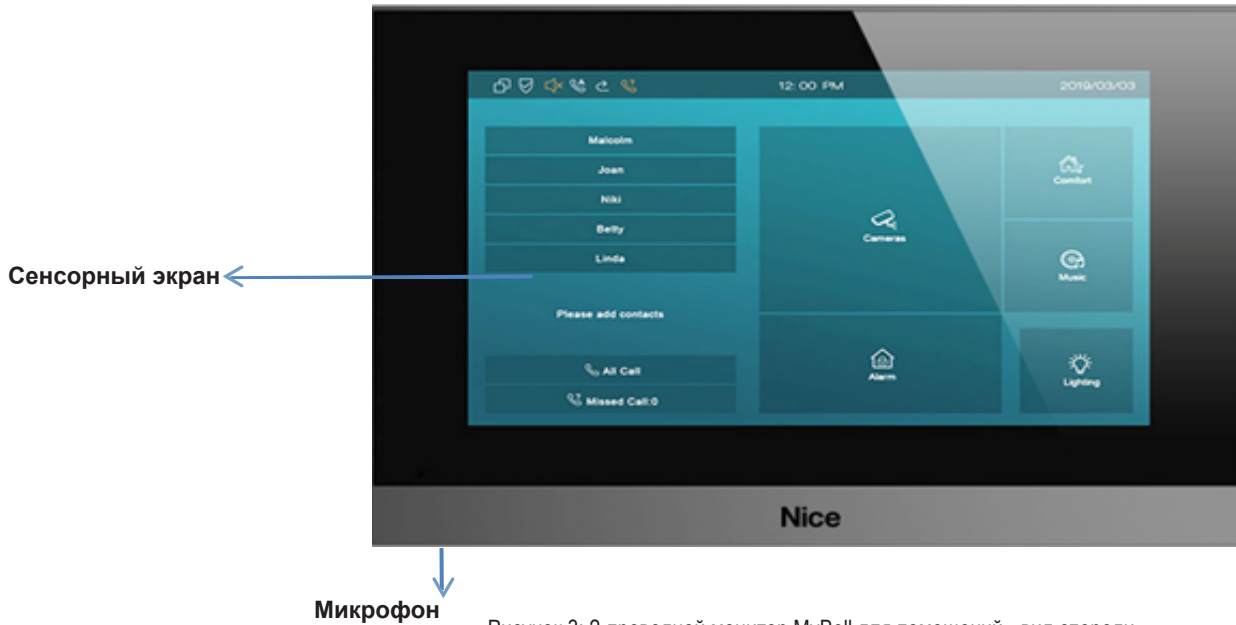 12:00 PM
2019/03/03
Malcolm
Joan
Niki
Betty
Linda
Please add contacts
All Call
Missed Call:0
Cameras
Alarm
Comfort
Music
Lighting
Сенсорный экран
Nice
Микрофон